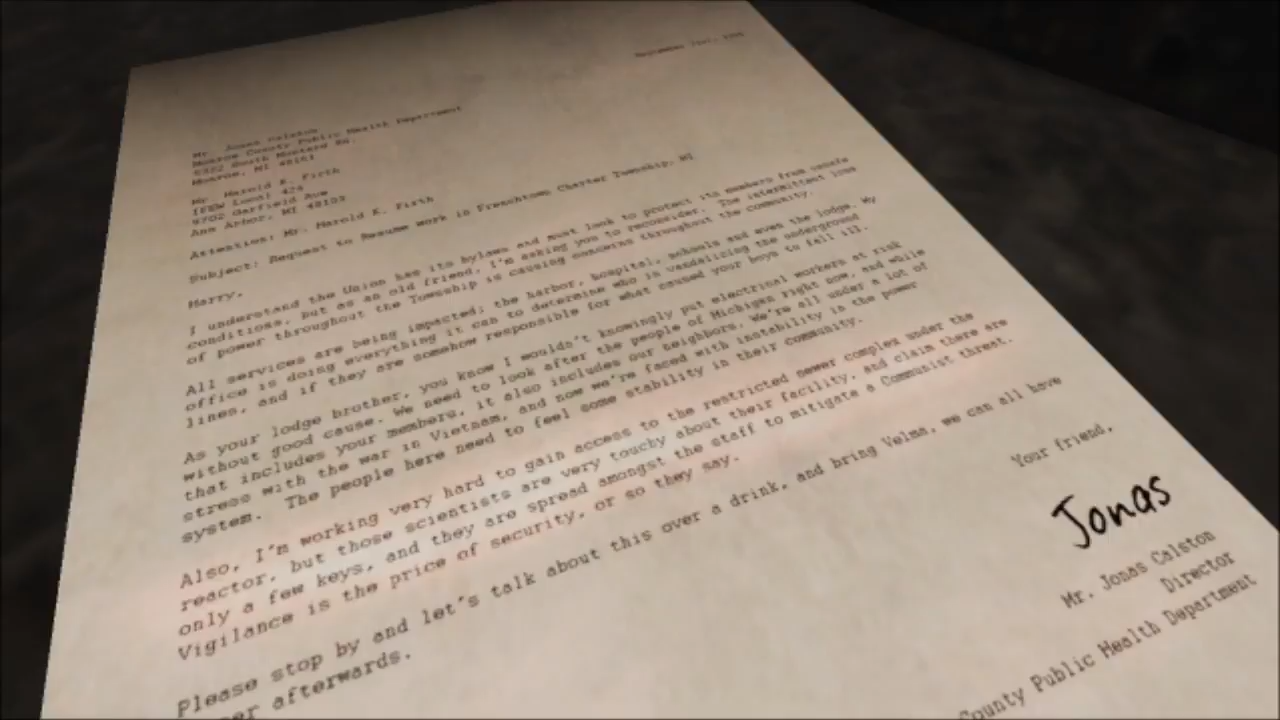 September
Mr. Jonas Calston
Monroe County Public Health Department
South Rd.
Monroe, MI 48161
Mr. Harold K. Firth
IBEW Local 424
5702 Garfield Ave
Ann Arbor, MI 48103
Attention: Mr. Harold K. Firth
Subject: Request to Resume work in Frenchtown Charter Township, MI
Harry,
I understand the Union has its bylaws and must look to protect its members from unsafe
conditions, but as an old friend, I'm asking you to reconsider. The intermittent loss
of power throughout the Township is causing concerns throughout the community.
All services are being impacted; the harbor, hospital, schools and even the lodge. My
office is doing everything it can to determine who is vandalizing the underground
lines, and if they are somehow responsible for what caused your boys to fall ill.
As your lodge brother, you know I wouldn't knowingly put electrical workers at risk
without good cause. We need to look after the people of Michigan right now, and while
that includes your members, it also includes our neighbors. We're all under a lot of
stress with the war in Vietnam, and now we're faced with instability in the power
system. The people here need to feel some stability in their community.
Also, I'm working very hard to gain access to the restricted sewer complex under the
reactor, but those scientists are very touchy about their facility, and claim there are
only a few keys, and they are spread amongst the staff to mitigate a Communist threat.
Vigilance is the price of security, or so they say.
Please stop by and let's talk about this over a drink, and bring Velma, we can all have
afterwards.
Your friend,
Jonas
Mr. Jonas Calston
Director
County Public Health Department